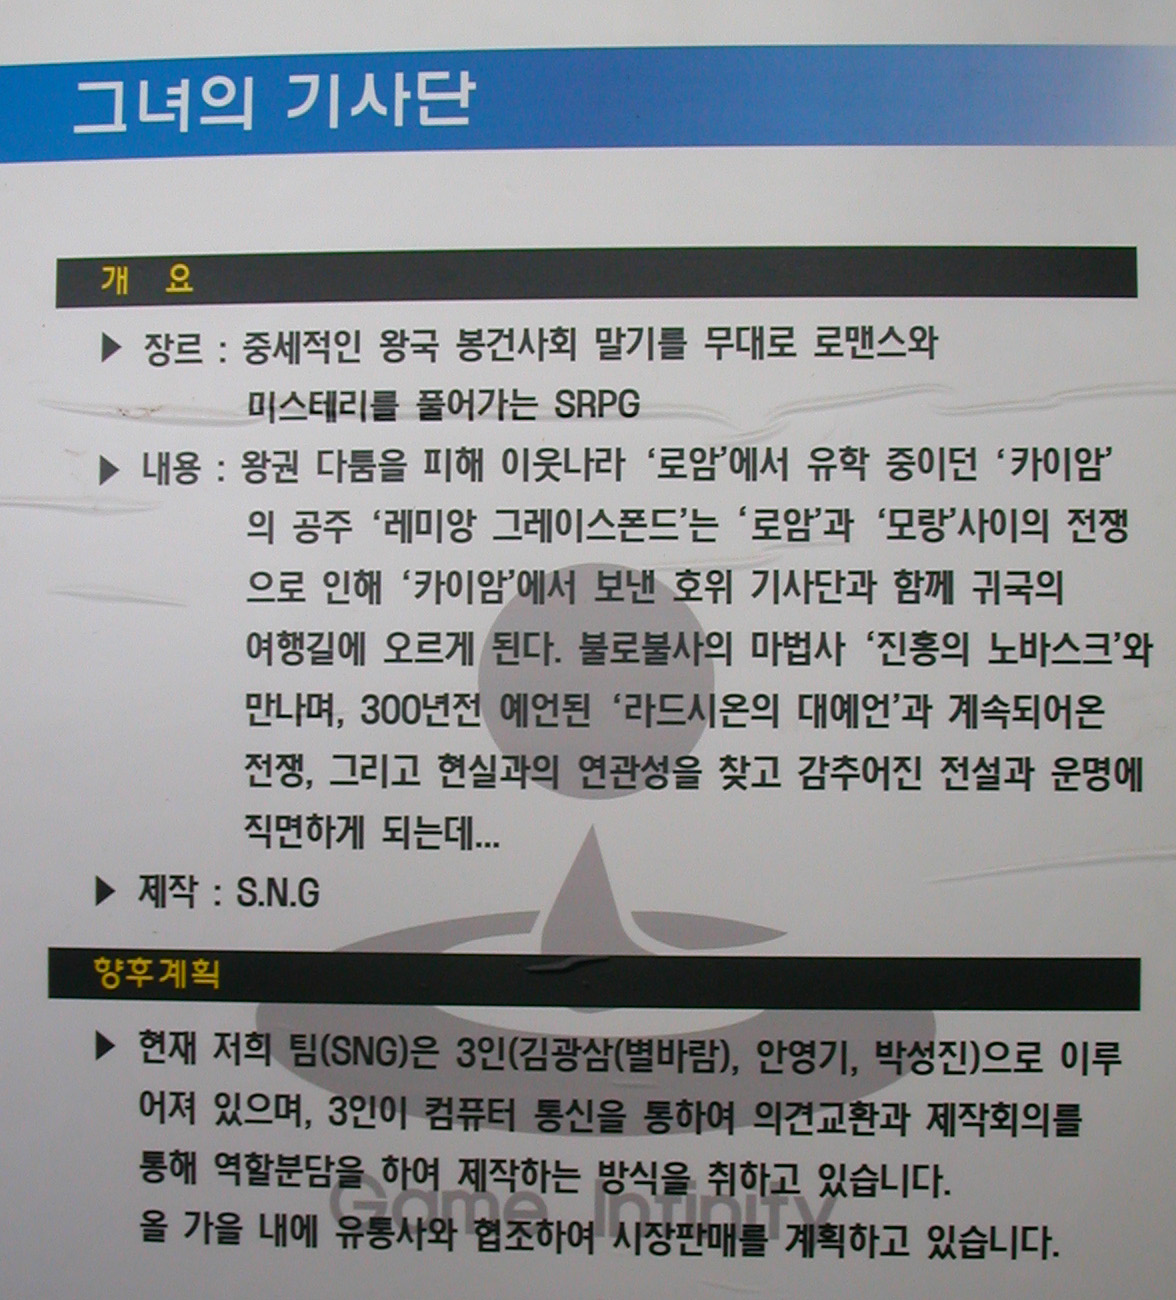 그녀의 기사단
개 요
▶ 장르 : 중세적인 왕국 봉건사회 말기를 무대로 로맨스와
미스테리를 풀어가는 SRPG
▶ 내용 : 왕권 다툼을 피해 이웃나라 ‘로암’에서 유학 중이던 ‘카이암’
의 공주 ‘레미앙 그레이스폰드’는 ‘로암’과 ‘모랑’사이의 전쟁
으로 인해 ‘카이암’에서 보낸 호위 기사단과 함께 귀국의
여행길에 오르게 된다. 불로불사의 마법사 ‘진홍의 노바스크’와
만나며, 300년전 예언된 ‘라드시온의 대예언’과 계속되어온
전쟁, 그리고 현실과의 연관성을 찾고 감추어진 전설과 운명에
직면하게 되는데...
▶ 제작 : S.N.G
향후계획
▶ 현재 저희 팀(SNG)은 3인(김광삼(별바람), 안영기, 박성진)으로 이루
어져 있으며, 3인이 컴퓨터 통신을 통하여 의견교환과 제작회의를
통해 역할분담을 하여 제작하는 방식을 취하고 있습니다.
Game Infinity
올 가을 내에 유통사와 협조하여 시장판매를 계획하고 있습니다.